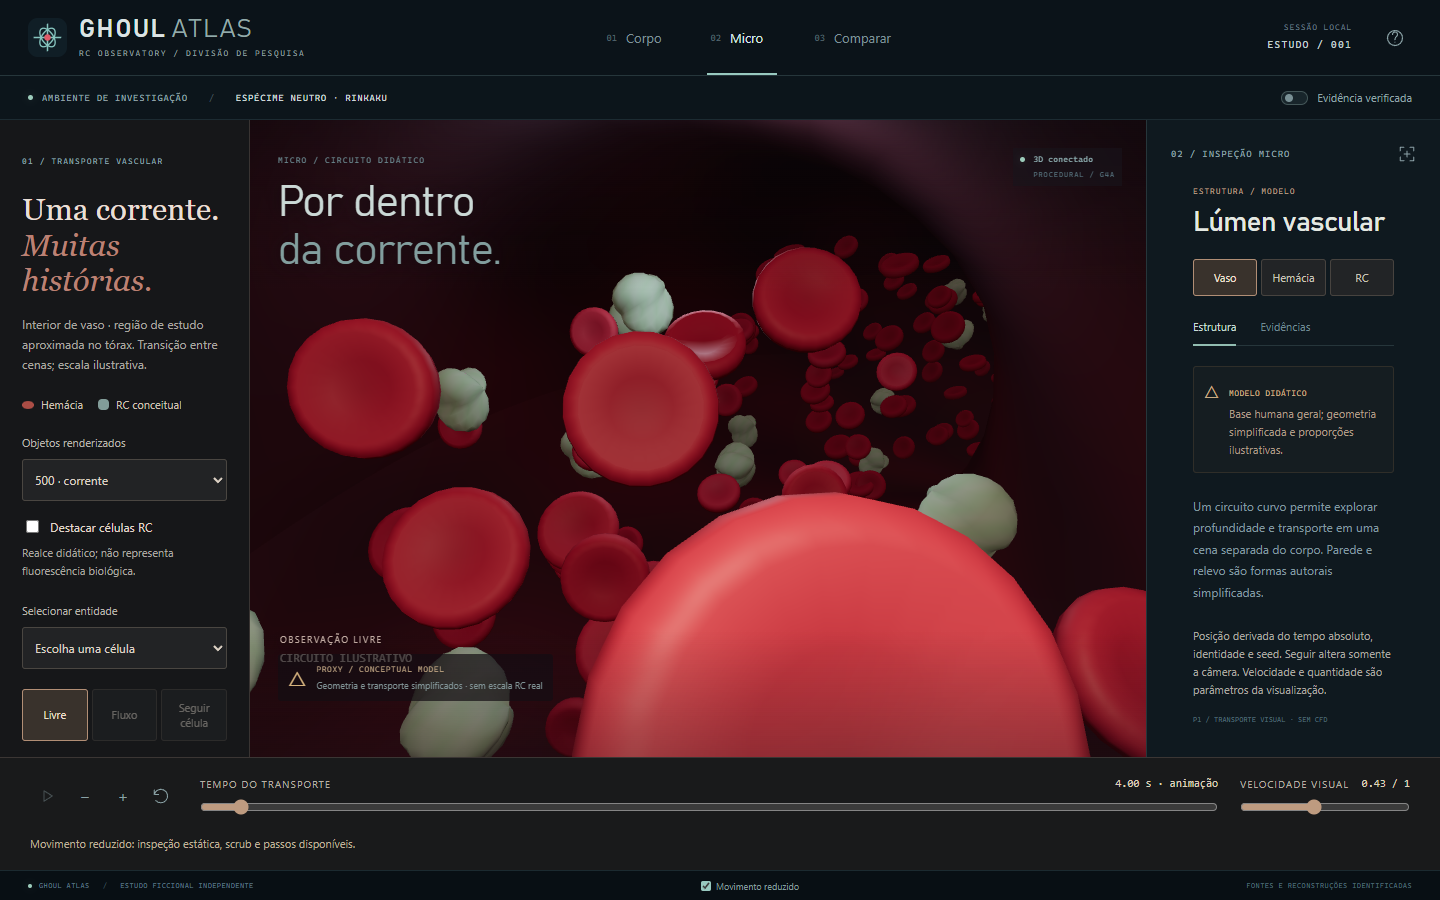 GHOUL ATLAS
RC OBSERVATORY / DIVISÃO DE PESQUISA
01 Corpo
02 Micro
03 Comparar
SESSÃO LOCAL
ESTUDO / 001
?
AMBIENTE DE INVESTIGAÇÃO / ESPÉCIME NEUTRO · RINKAKU
Evidência verificada
01 / TRANSPORTE VASCULAR
Uma corrente.
Muitas
histórias.
Interior de vaso · região de estudo
aproximada no tórax. Transição entre
cenas; escala ilustrativa.
Hemácia RC conceitual
Objetos renderizados
500 · corrente
Destacar células RC
Realce didático; não representa
fluorescência biológica.
Selecionar entidade
Escolha uma célula
Livre
Fluxo
Seguir
célula
MICRO / CIRCUITO DIDÁTICO
Por dentro
da corrente.
3D conectado
PROCEDURAL / G4A
OBSERVAÇÃO LIVRE
CIRCUITO ILUSTRATIVO
PROXY / CONCEPTUAL MODEL
Geometria e transporte simplificados · sem escala RC real
02 / INSPEÇÃO MICRO
ESTRUTURA / MODELO
Lúmen vascular
Vaso
Hemácia
RC
Estrutura
Evidências
MODELO DIDÁTICO
Base humana geral; geometria
simplificada e proporções
ilustrativas.
Um circuito curvo permite explorar
profundidade e transporte em uma
cena separada do corpo. Parede e
relevo são formas autorais
simplificadas.
Posição derivada do tempo absoluto,
identidade e seed. Seguir altera somente
a câmera. Velocidade e quantidade são
parâmetros da visualização.
P1 / TRANSPORTE VISUAL · SEM CFD
− +
TEMPO DO TRANSPORTE
4.00 s · animação
VELOCIDADE VISUAL 0.43 / 1
Movimento reduzido: inspeção estática, scrub e passos disponíveis.
GHOUL ATLAS / ESTUDO FICCIONAL INDEPENDENTE
Movimento reduzido
FONTES E RECONSTRUÇÕES IDENTIFICADAS